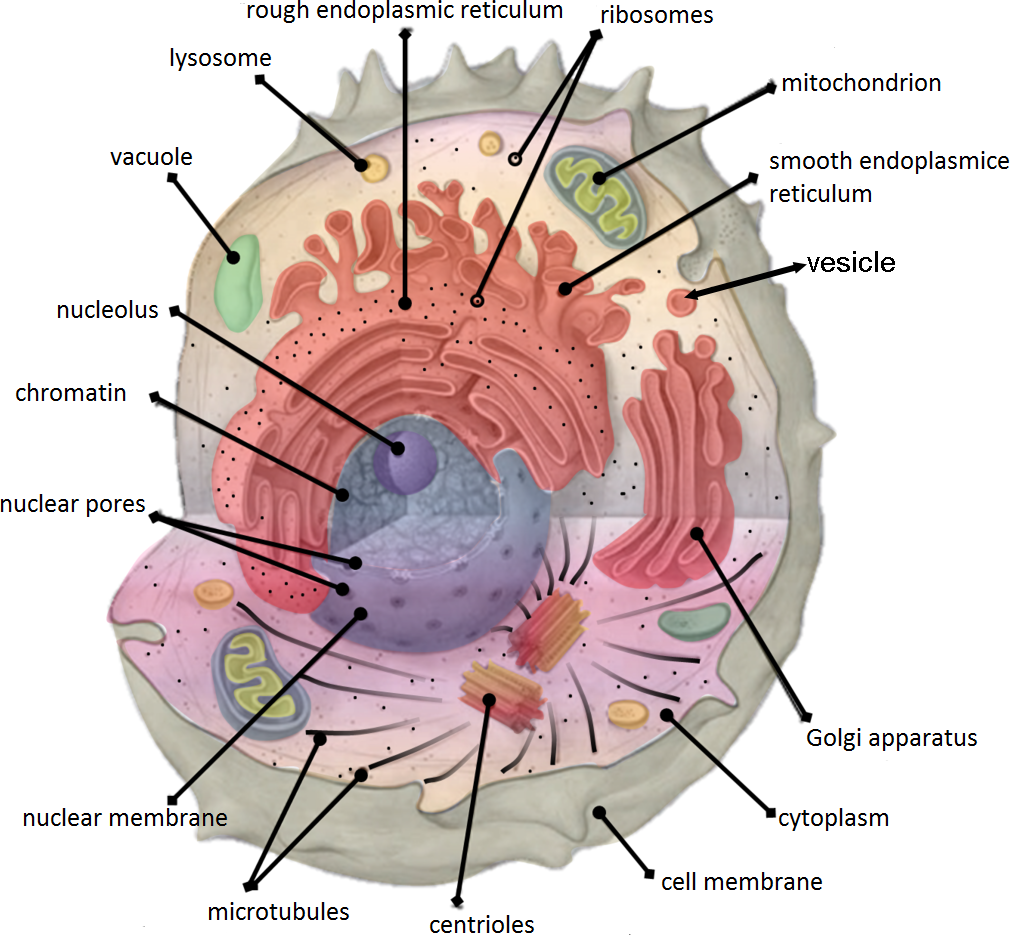 rough endoplasmic reticulum
ribosomes
lysosome
mitochondrion
vacuole
smooth endoplasmice
reticulum
vesicle
nucleolus
chromatin
nuclear pores
Golgi apparatus
nuclear membrane
cytoplasm
cell membrane
microtubules
centrioles